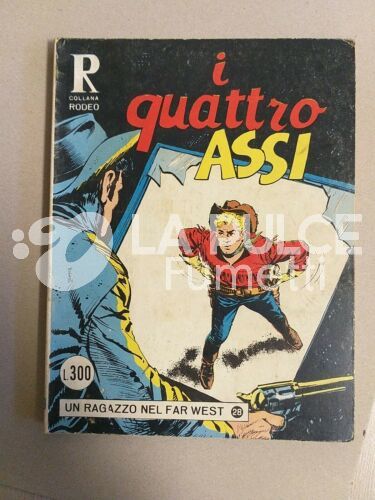 R
COLLANA
RODEO
i
quattro
ASSI
LA PULCE
Fumetti
L.300
UN RAGAZZO NEL FAR WEST 26